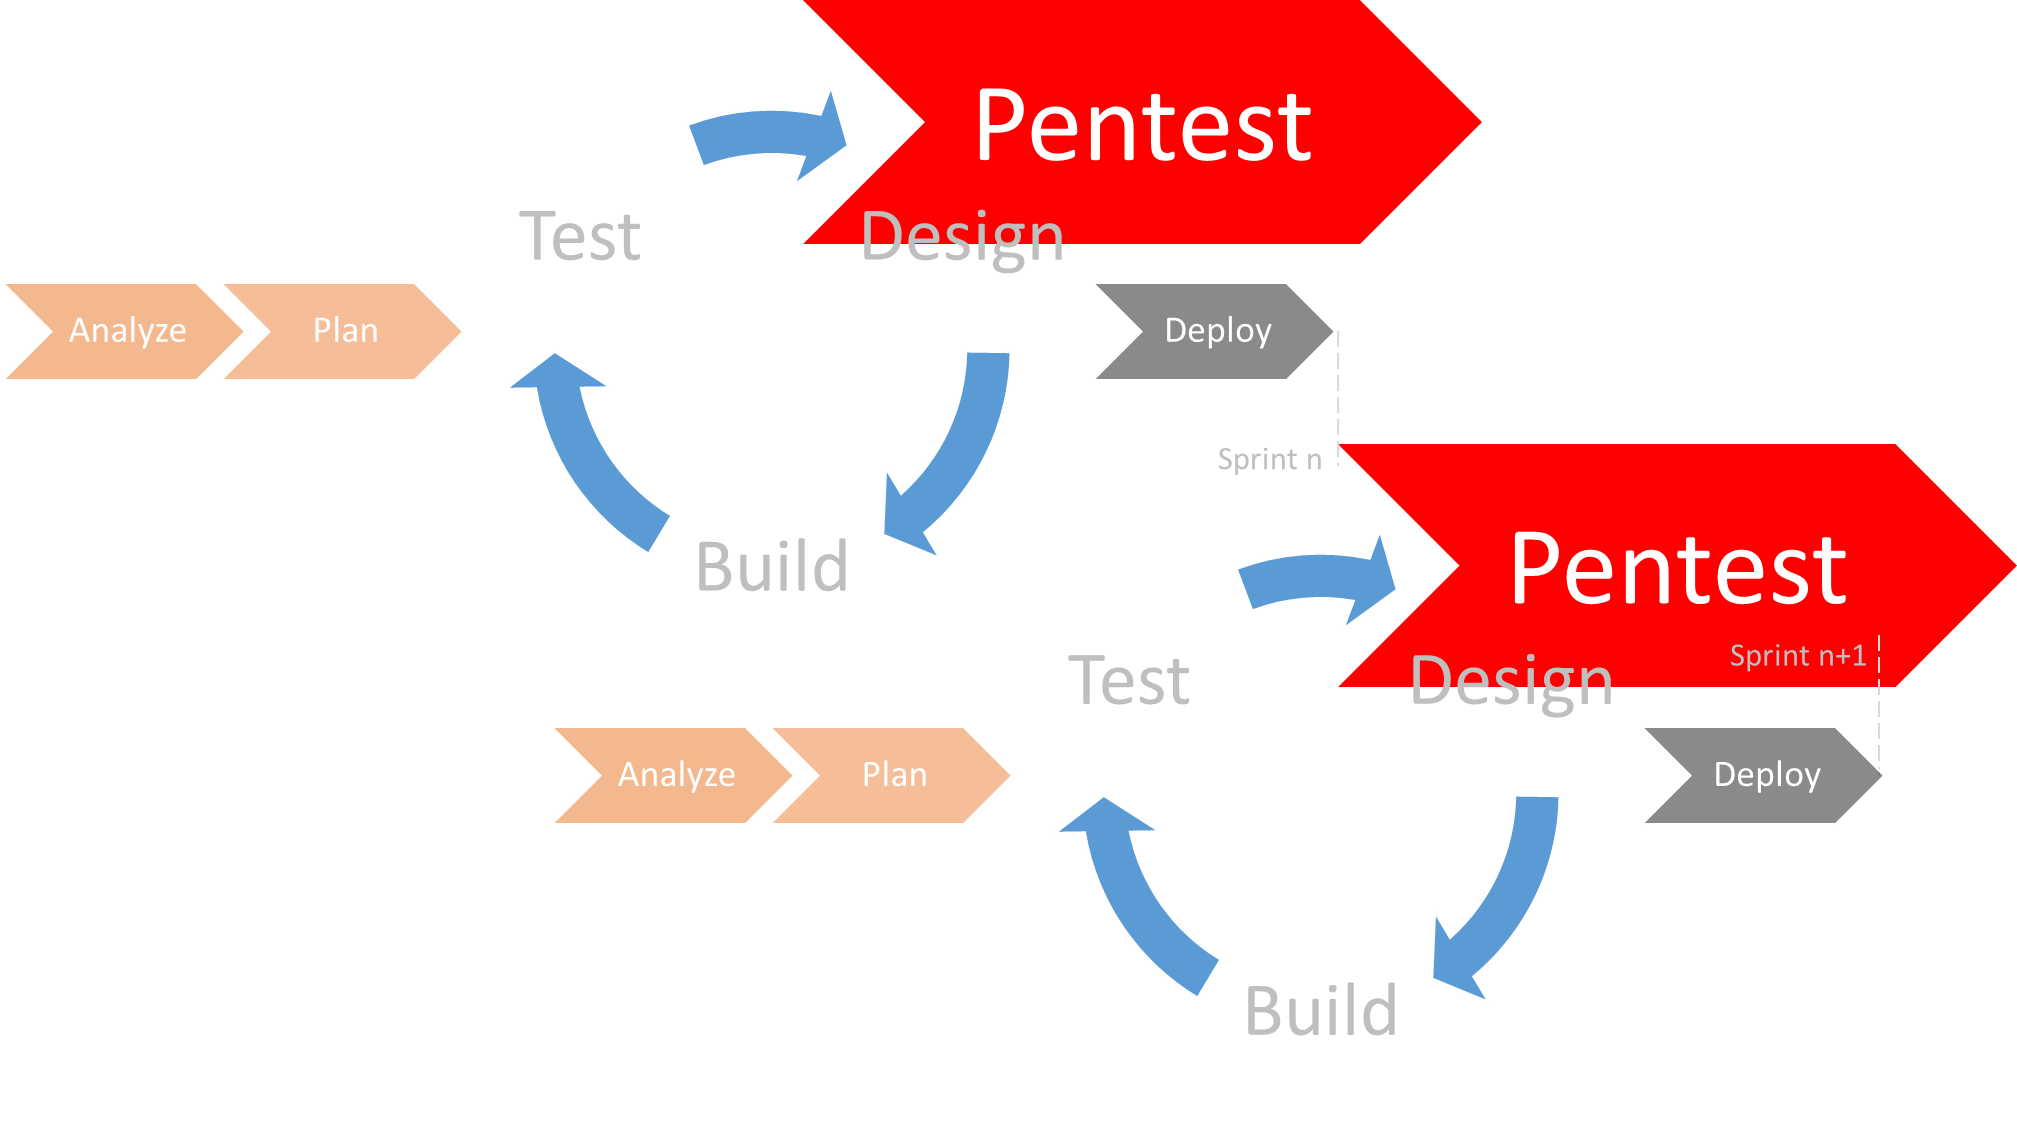 Pentest
Test
Design
Analyze
Plan
Deploy
Sprint n
Build
Pentest
Sprint n+1
Test
Design
Analyze
Plan
Deploy
Build